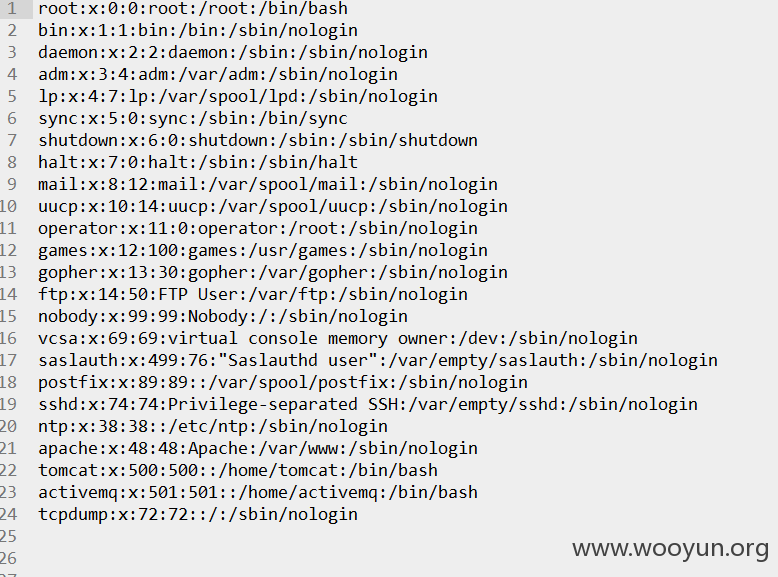 1 root:x:0:0:root:/root:/bin/bash
2 bin:x:1:1:bin:/bin:/sbin/nologin
3 daemon:x:2:2:daemon:/sbin:/sbin/nologin
4 adm:x:3:4:adm:/var/adm:/sbin/nologin
5 lp:x:4:7:lp:/var/spool/lpd:/sbin/nologin
6 sync:x:5:0:sync:/sbin:/bin/sync
7 shutdown:x:6:0:shutdown:/sbin:/sbin/shutdown
8 halt:x:7:0:halt:/sbin:/sbin/halt
9 mail:x:8:12:mail:/var/spool/mail:/sbin/nologin
10 uucp:x:10:14:uucp:/var/spool/uucp:/sbin/nologin
11 operator:x:11:0:operator:/root:/sbin/nologin
12 games:x:12:100:games:/usr/games:/sbin/nologin
13 gopher:x:13:30:gopher:/var/gopher:/sbin/nologin
14 ftp:x:14:50:FTP User:/var/ftp:/sbin/nologin
15 nobody:x:99:99:Nobody:/:/sbin/nologin
16 vcsa:x:69:69:virtual console memory owner:/dev:/sbin/nologin
17 saslauth:x:499:76:"Saslauthd user":/var/empty/saslauth:/sbin/nologin
18 postfix:x:89:89::/var/spool/postfix:/sbin/nologin
19 sshd:x:74:74:Privilege-separated SSH:/var/empty/sshd:/sbin/nologin
20 ntp:x:38:38::/etc/ntp:/sbin/nologin
21 apache:x:48:48:Apache:/var/www:/sbin/nologin
22 tomcat:x:500:500::/home/tomcat:/bin/bash
23 activemq:x:501:501::/home/activemq:/bin/bash
24 tcpdump:x:72:72::/:/sbin/nologin
25
26
www.wooyun.org